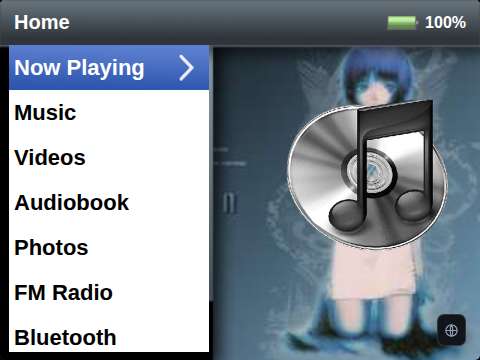 Home
100%
Now Playing
Music
Videos
Audiobook
Photos
FM Radio
Bluetooth